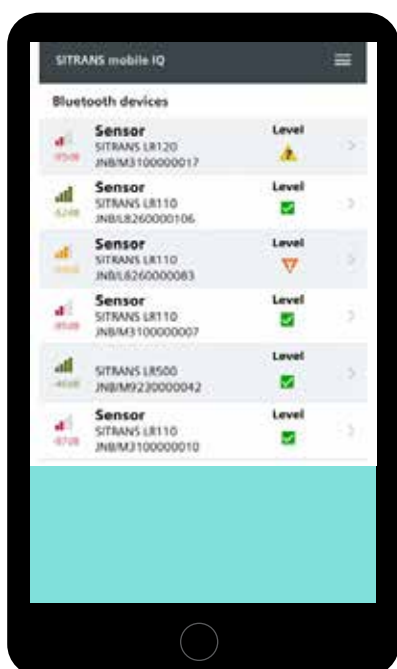 SITRANS mobile IQ
Bluetooth devices
Sensor Level
SITRANS LR120
JNB/M3100000017
Sensor Level
SITRANS LR110
JNB/L8260000106
Sensor Level
SITRANS LR110
JNB/L8260000083
Sensor Level
SITRANS LR110
JNB/M3100000007
Level
SITRANS LR500
JNB/M9230000042
Sensor Level
SITRANS LR110
JNB/M3100000010